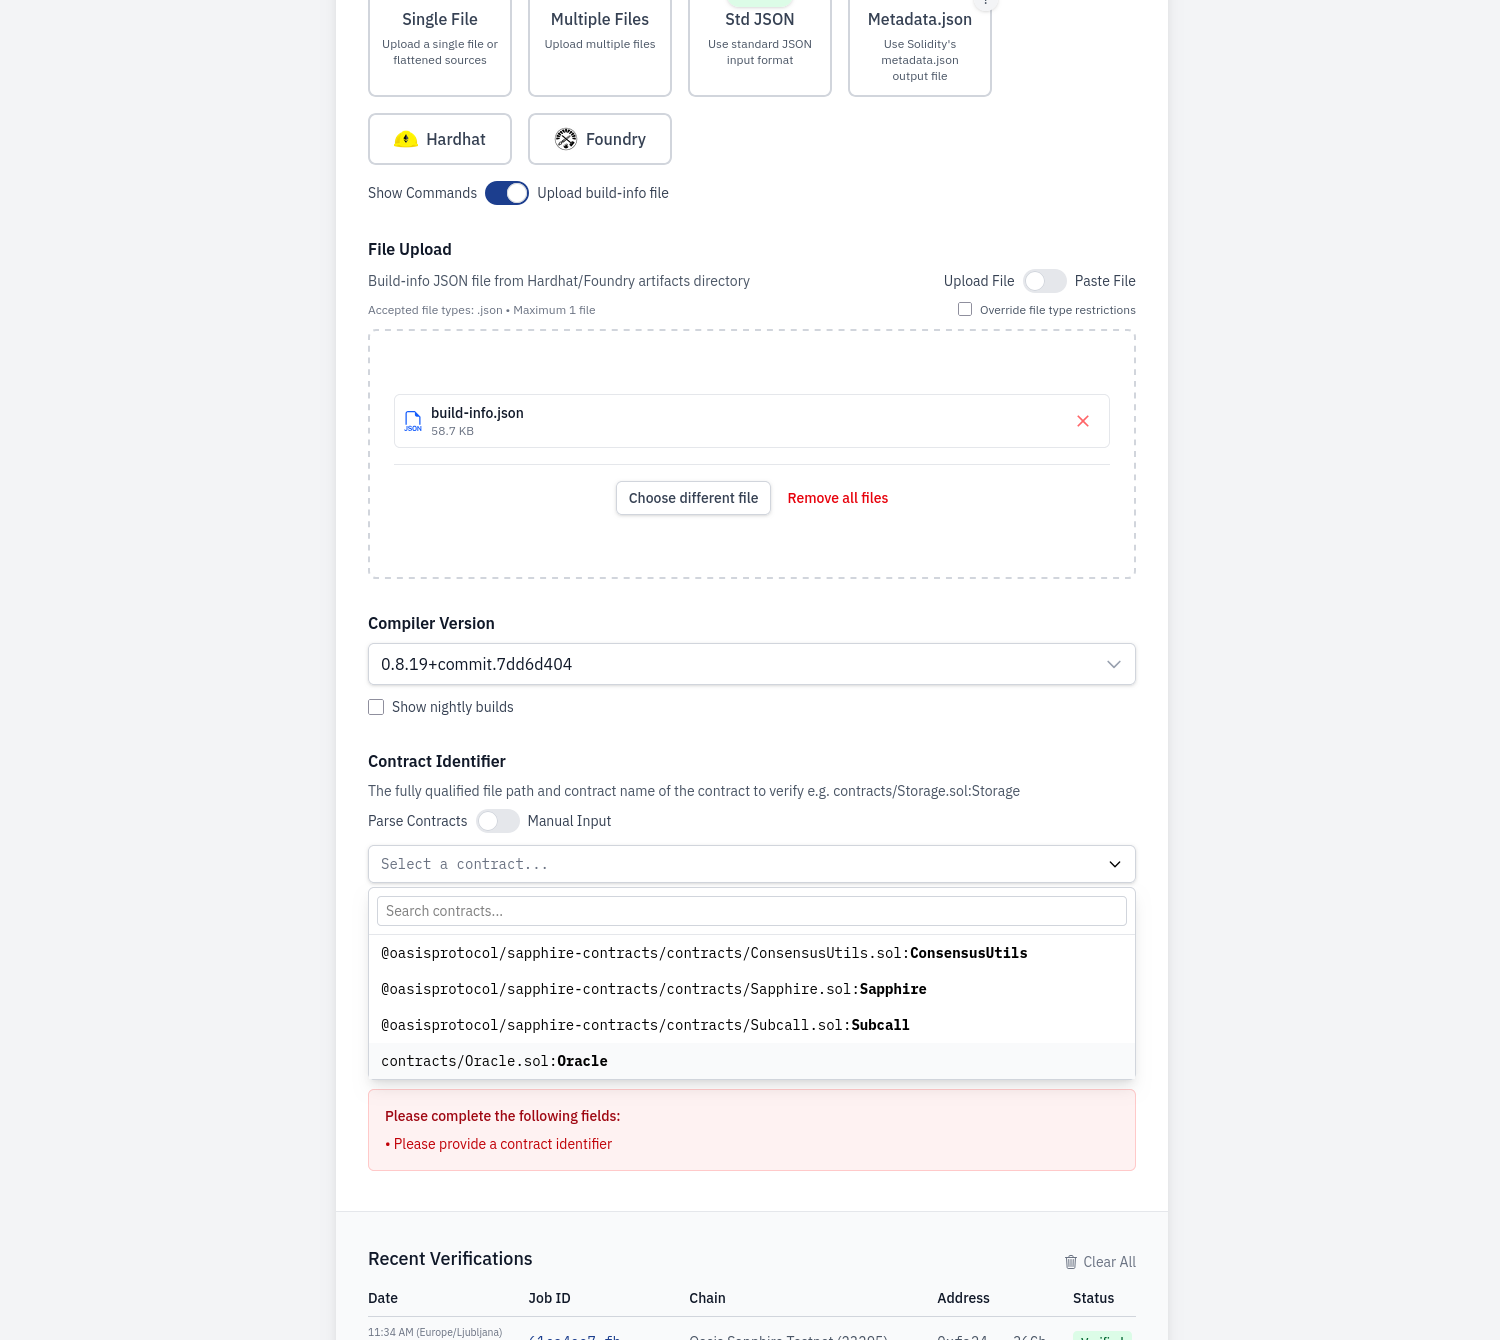 Single File
Upload a single file or
flattened sources
Multiple Files
Upload multiple files
Std JSON
Use standard JSON
input format
Metadata.json
Use Solidity's
metadata.json
output file
Hardhat
Foundry
Show Commands
Upload build-info file
File Upload
Build-info JSON file from Hardhat/Foundry artifacts directory
Upload File
Paste File
Accepted file types: .json • Maximum 1 file
Override file type restrictions
JSON
build-info.json
58.7 KB
Choose different file
Remove all files
Compiler Version
0.8.19+commit.7dd6d404
Show nightly builds
Contract Identifier
The fully qualified file path and contract name of the contract to verify e.g. contracts/Storage.sol:Storage
Parse Contracts
Manual Input
Select a contract...
Search contracts...
@oasisprotocol/sapphire-contracts/contracts/ConsensusUtils.sol:ConsensusUtils
@oasisprotocol/sapphire-contracts/contracts/Sapphire.sol:Sapphire
@oasisprotocol/sapphire-contracts/contracts/Subcall.sol:Subcall
contracts/Oracle.sol:Oracle
Please complete the following fields:
• Please provide a contract identifier
Recent Verifications
Clear All
Date Job ID Chain Address Status
11:34 AM (Europe/Ljubljana)
Oasis Sapphire Testnet (23295)
Verified